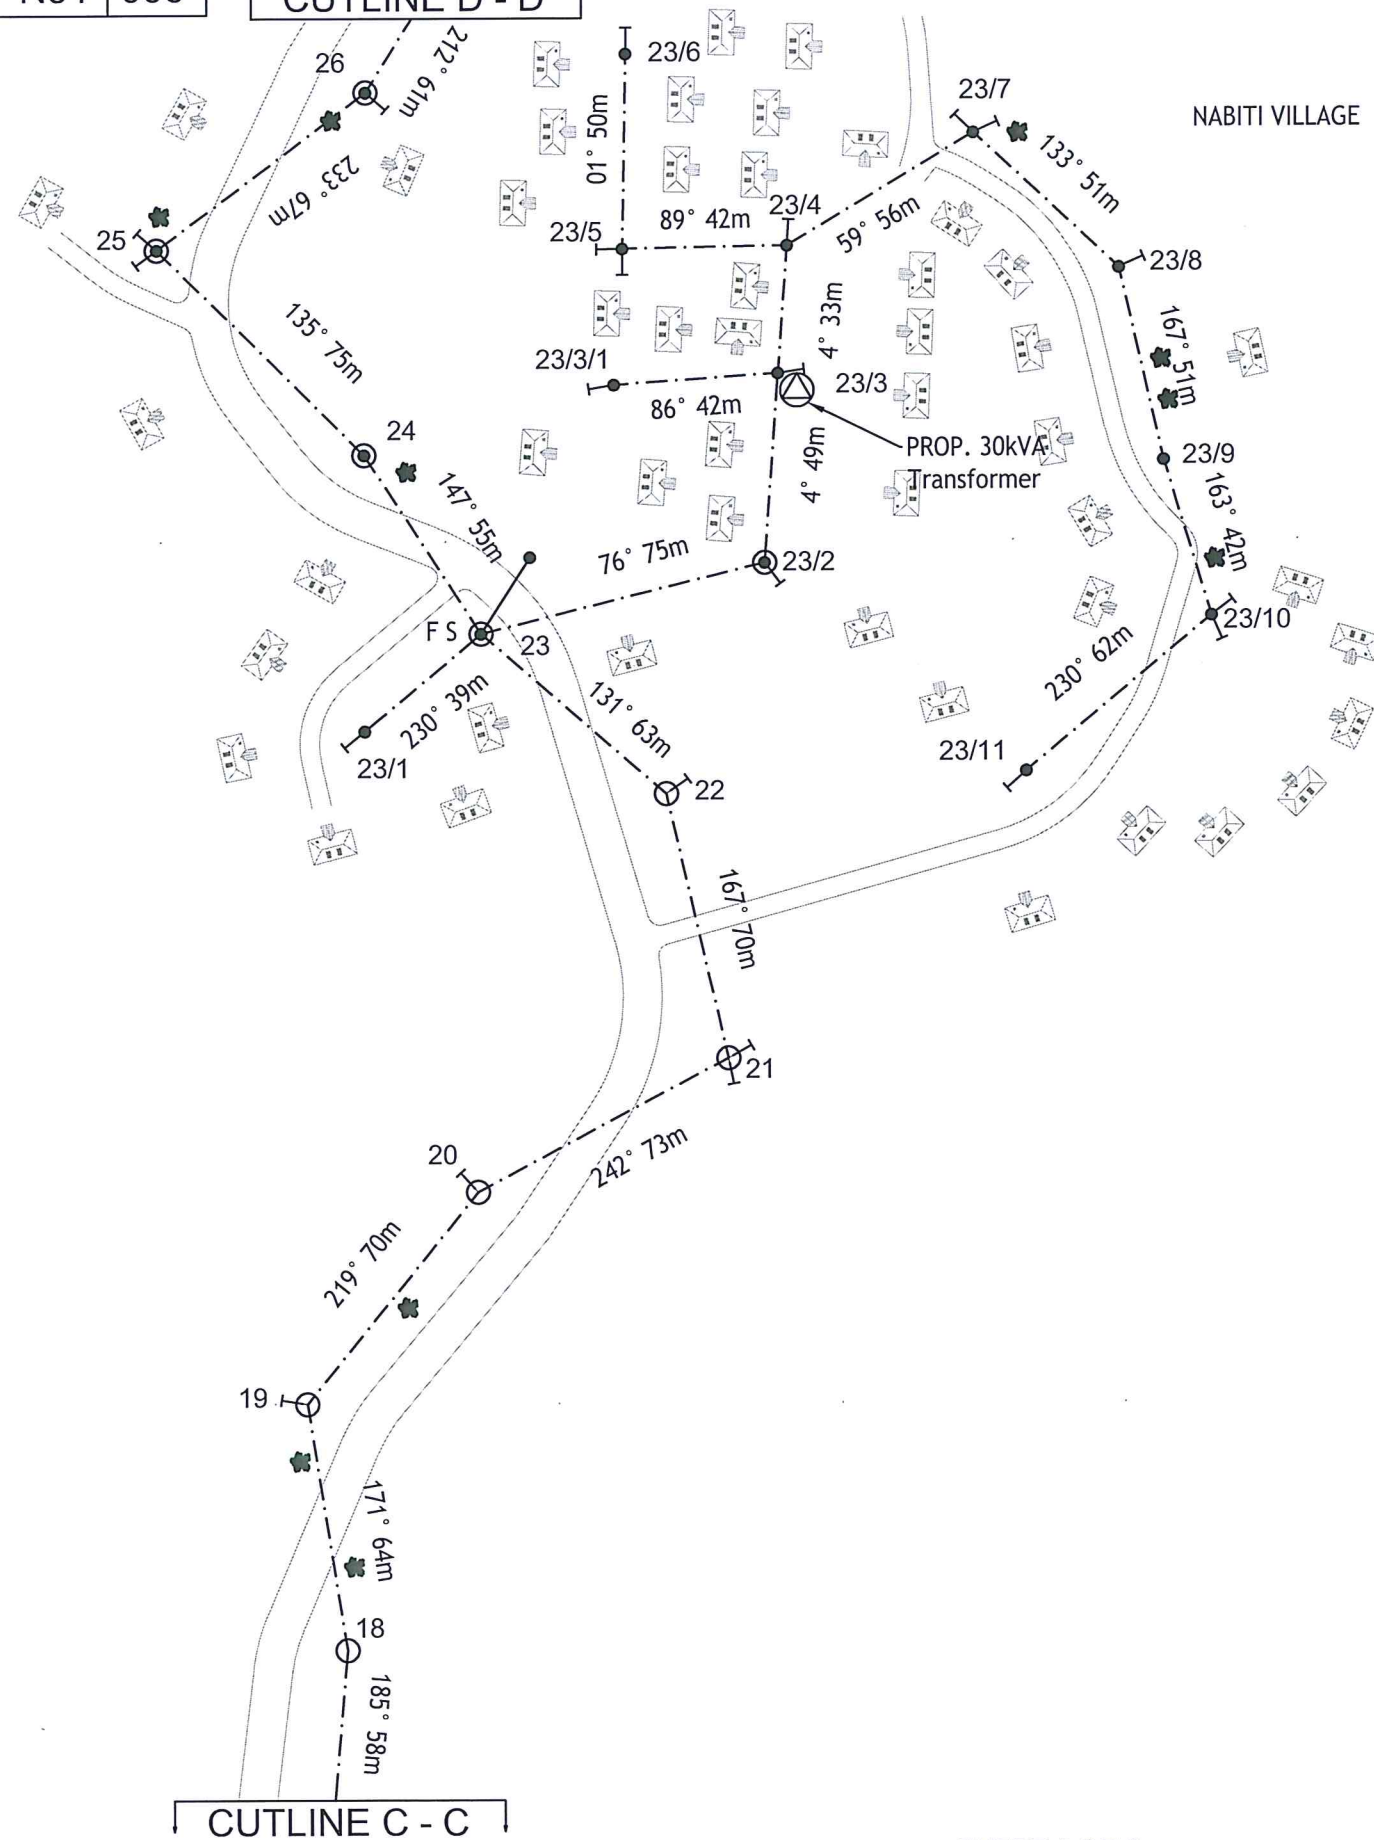 CUTLINE D - D
26
212° 61m
23/6
23/7
NABITI VILLAGE
01° 50m
133° 51m
233° 67m
23/4
89° 42m
59° 56m
23/5
25
23/8
135° 75m
4° 33m
167° 51m
23/3/1
23/3
86° 42m
24
PROP. 30kVA
Transformer
4° 49m
23/9
147° 55m
163° 42m
76° 75m
23/2
F S
23
23/10
230° 62m
230° 39m
131° 63m
23/1
23/11
22
167° 70m
21
20
242° 73m
219° 70m
19
171° 64m
18
185° 58m
CUTLINE C - C